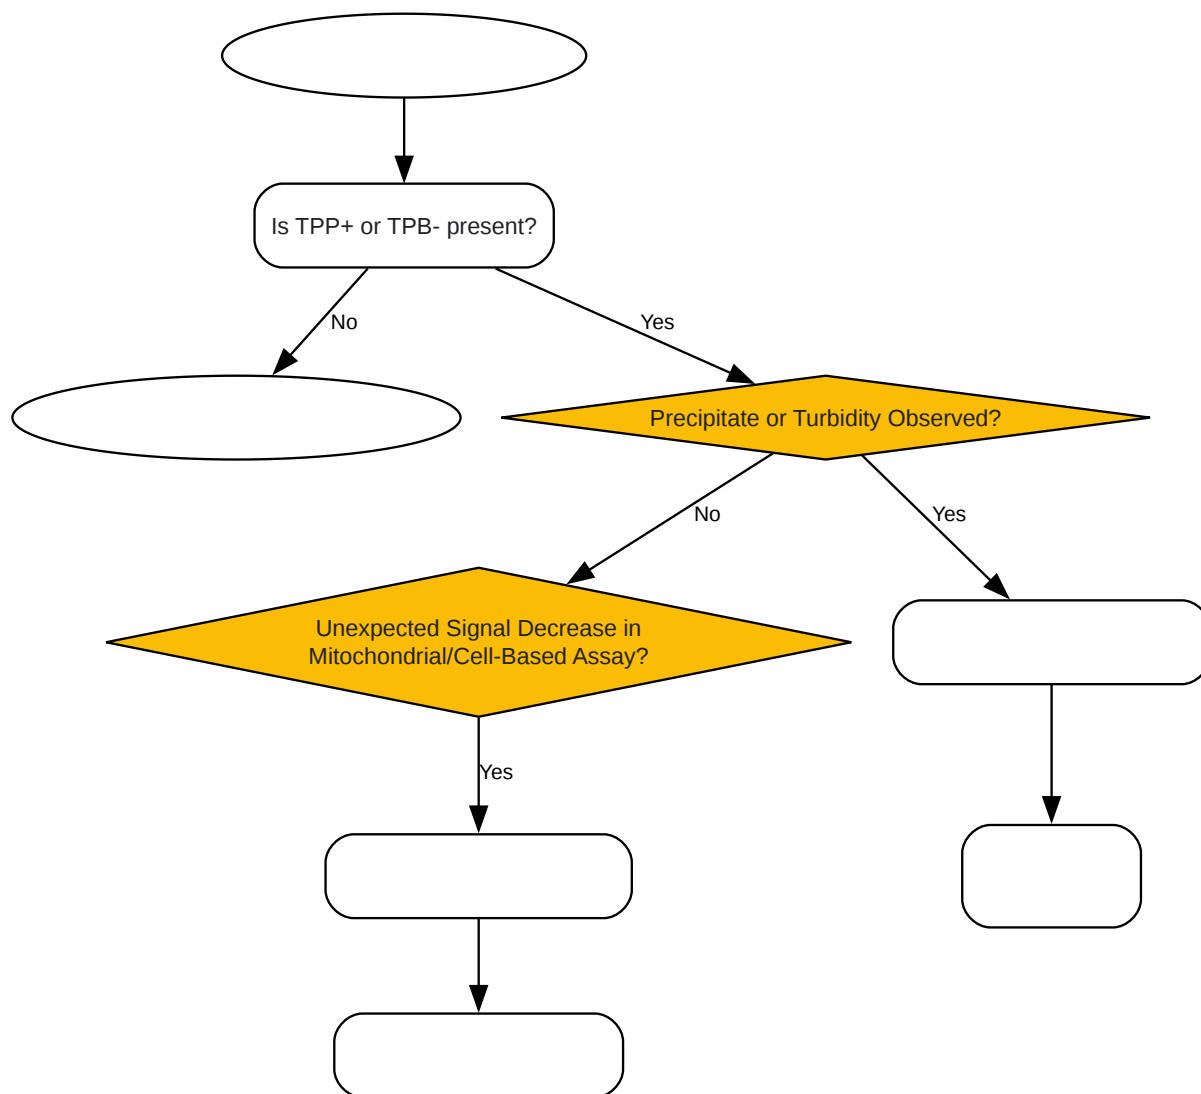 Is TPP+ or TPB- present?
No
Yes
Precipitate or Turbidity Observed?
No
Yes
Unexpected Signal Decrease in
Mitochondrial/Cell-Based Assay?
Yes